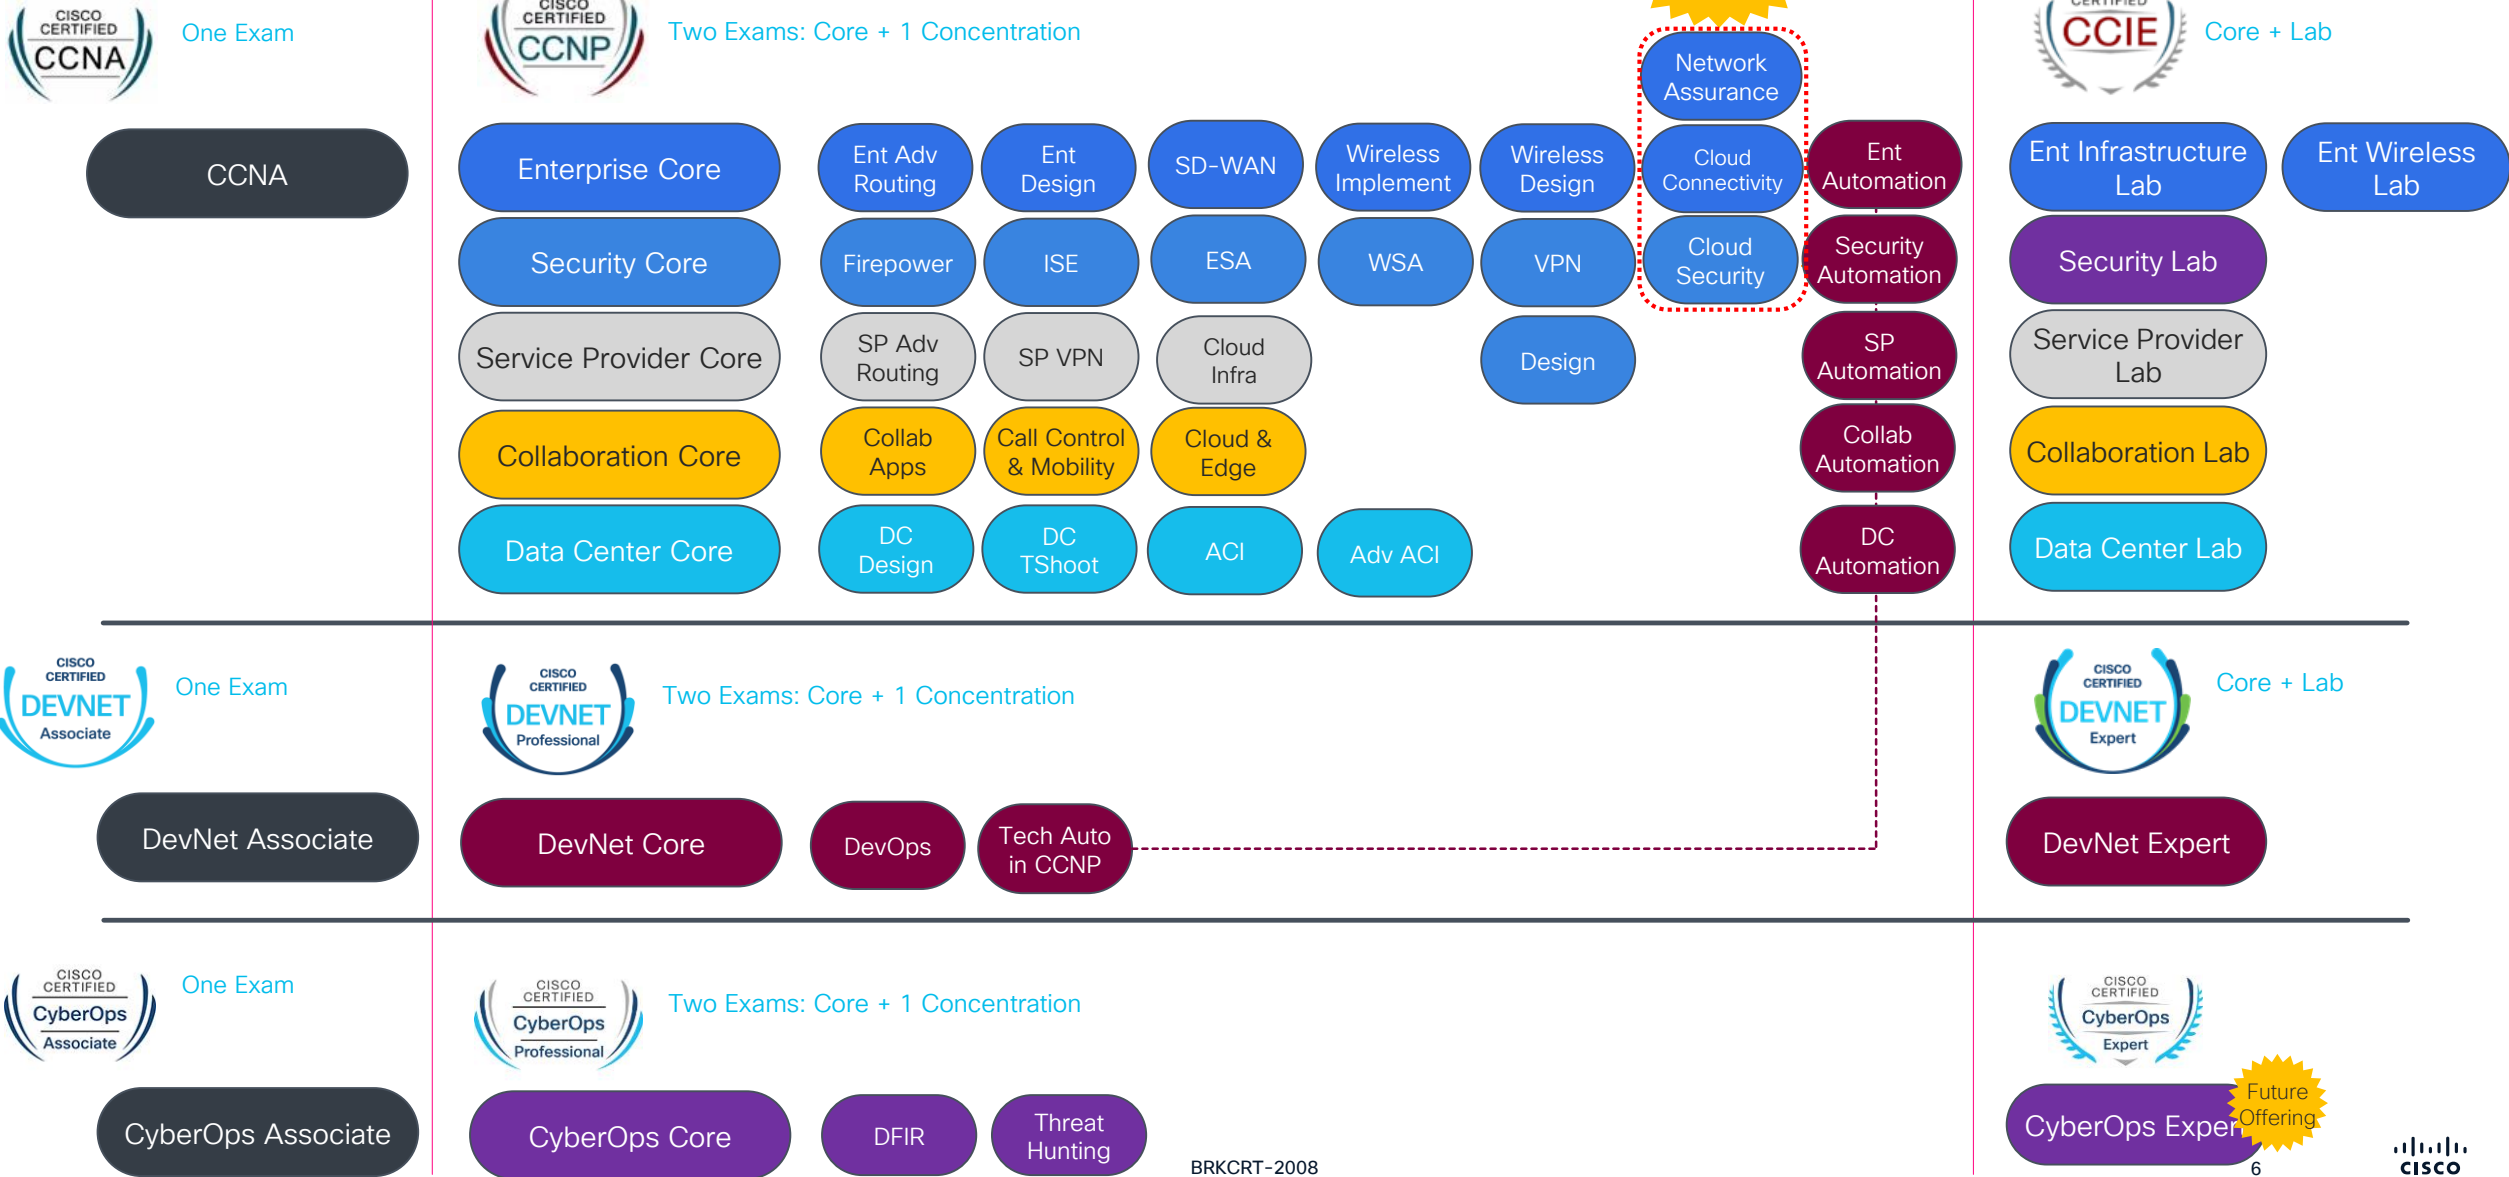 CISCO
CERTIFIED
CCNA
One Exam
CISCO
CERTIFIED
CCNP
Two Exams: Core + 1 Concentration
CERTIFIED
CCIE
Core + Lab
Network
Assurance
CCNA
Enterprise Core
Ent Adv
Routing
Ent
Design
SD-WAN
Wireless
Implement
Wireless
Design
Cloud
Connectivity
Ent
Automation
Ent Infrastructure
Lab
Ent Wireless
Lab
Security Core
Firepower
ISE
ESA
WSA
VPN
Cloud
Security
Security
Automation
Security Lab
Service Provider Core
SP Adv
Routing
SP VPN
Cloud
Infra
Design
SP
Automation
Service Provider
Lab
Collaboration Core
Collab
Apps
Call Control
& Mobility
Cloud &
Edge
Collab
Automation
Collaboration Lab
Data Center Core
DC
Design
DC
TShoot
ACI
Adv ACI
DC
Automation
Data Center Lab
CISCO
CERTIFIED
DEVNET
Associate
One Exam
CISCO
CERTIFIED
DEVNET
Professional
Two Exams: Core + 1 Concentration
CISCO
CERTIFIED
DEVNET
Expert
Core + Lab
DevNet Associate
DevNet Core
DevOps
Tech Auto
in CCNP
DevNet Expert
CISCO
CERTIFIED
CyberOps
Associate
One Exam
CISCO
CERTIFIED
CyberOps
Professional
Two Exams: Core + 1 Concentration
CISCO
CERTIFIED
CyberOps
Expert
CyberOps Associate
CyberOps Core
DFIR
Threat
Hunting
CyberOps Exper
Future
Offering
BRKCRT-2008
6
CISCO